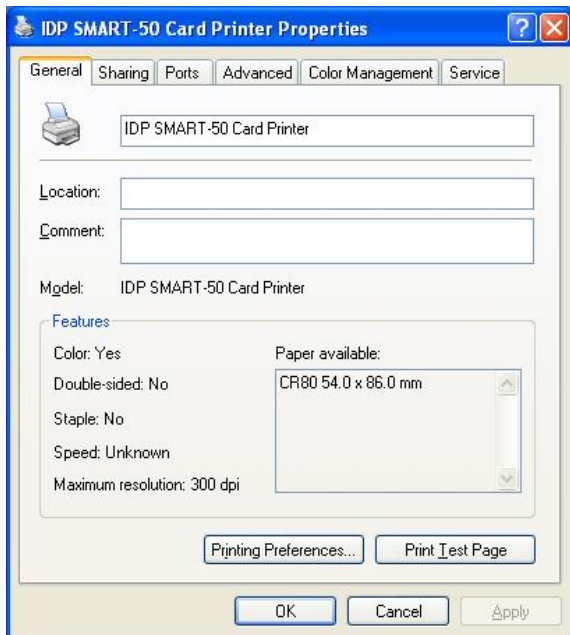 IDP SMART-50 Card Printer Properties
General Sharing Ports Advanced Color Management Service
IDP SMART-50 Card Printer
Location:
Comment:
Model: IDP SMART-50 Card Printer
Features
Color: Yes
Paper available:
Double-sided: No
CR80 54.0 x 86.0 mm
Staple: No
Speed: Unknown
Maximum resolution: 300 dpi
Printing Preferences... Print Test Page
OK Cancel Apply